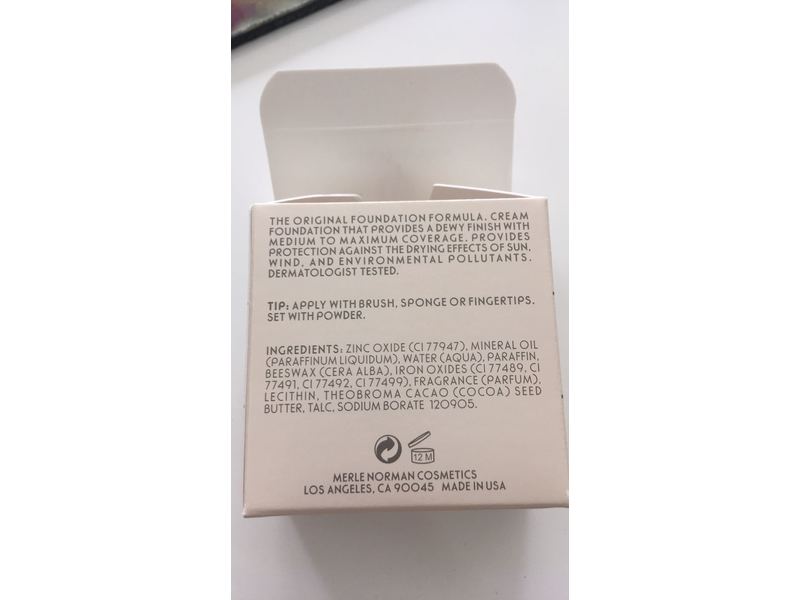 THE ORIGINAL FOUNDATION FORMULA. CREAM
FOUNDATION THAT PROVIDES A DEWY FINISH WITH
MEDIUM TO MAXIMUM COVERAGE. PROVIDES
PROTECTION AGAINST THE DRYING EFFECTS OF SUN,
WIND, AND ENVIRONMENTAL POLLUTANTS.
DERMATOLOGIST TESTED.
TIP: APPLY WITH BRUSH, SPONGE OR FINGERTIPS.
SET WITH POWDER.
INGREDIENTS: ZINC OXIDE (CI 77947), MINERAL OIL
(PARAFFINUM LIQUIDUM), WATER (AQUA), PARAFFIN,
BEESWAX (CERA ALBA), IRON OXIDES (CI 77489, CI
77491, CI 77492, CI 77499), FRAGRANCE (PARFUM),
LECITHIN, THEOBROMA CACAO (COCOA) SEED
BUTTER, TALC, SODIUM BORATE 120905.
12 M
MERLE NORMAN COSMETICS
LOS ANGELES, CA 90045 MADE IN USA